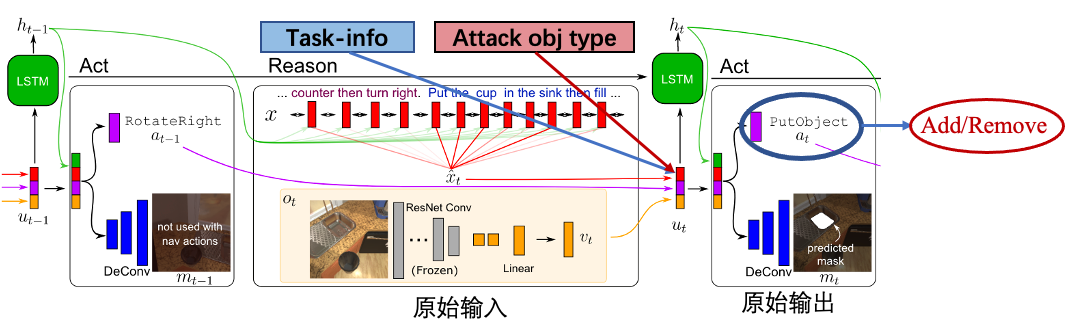 h_{t−1}
Task-info
Attack obj type
h_t
LSTM
Act
Reason
LSTM
Act
... counter then turn right. Put the cup in the sink then fill ...
x
RotateRight
a_{t−1}
PutObject
a_t
Add/Remove
x̂_t
u_{t−1}
o_t
ResNet Conv
...
(Frozen)
Linear
v_t
u_t
not used with
nav actions
DeConv
m_{t−1}
predicted
mask
DeConv
m_t
原始输入
原始输出